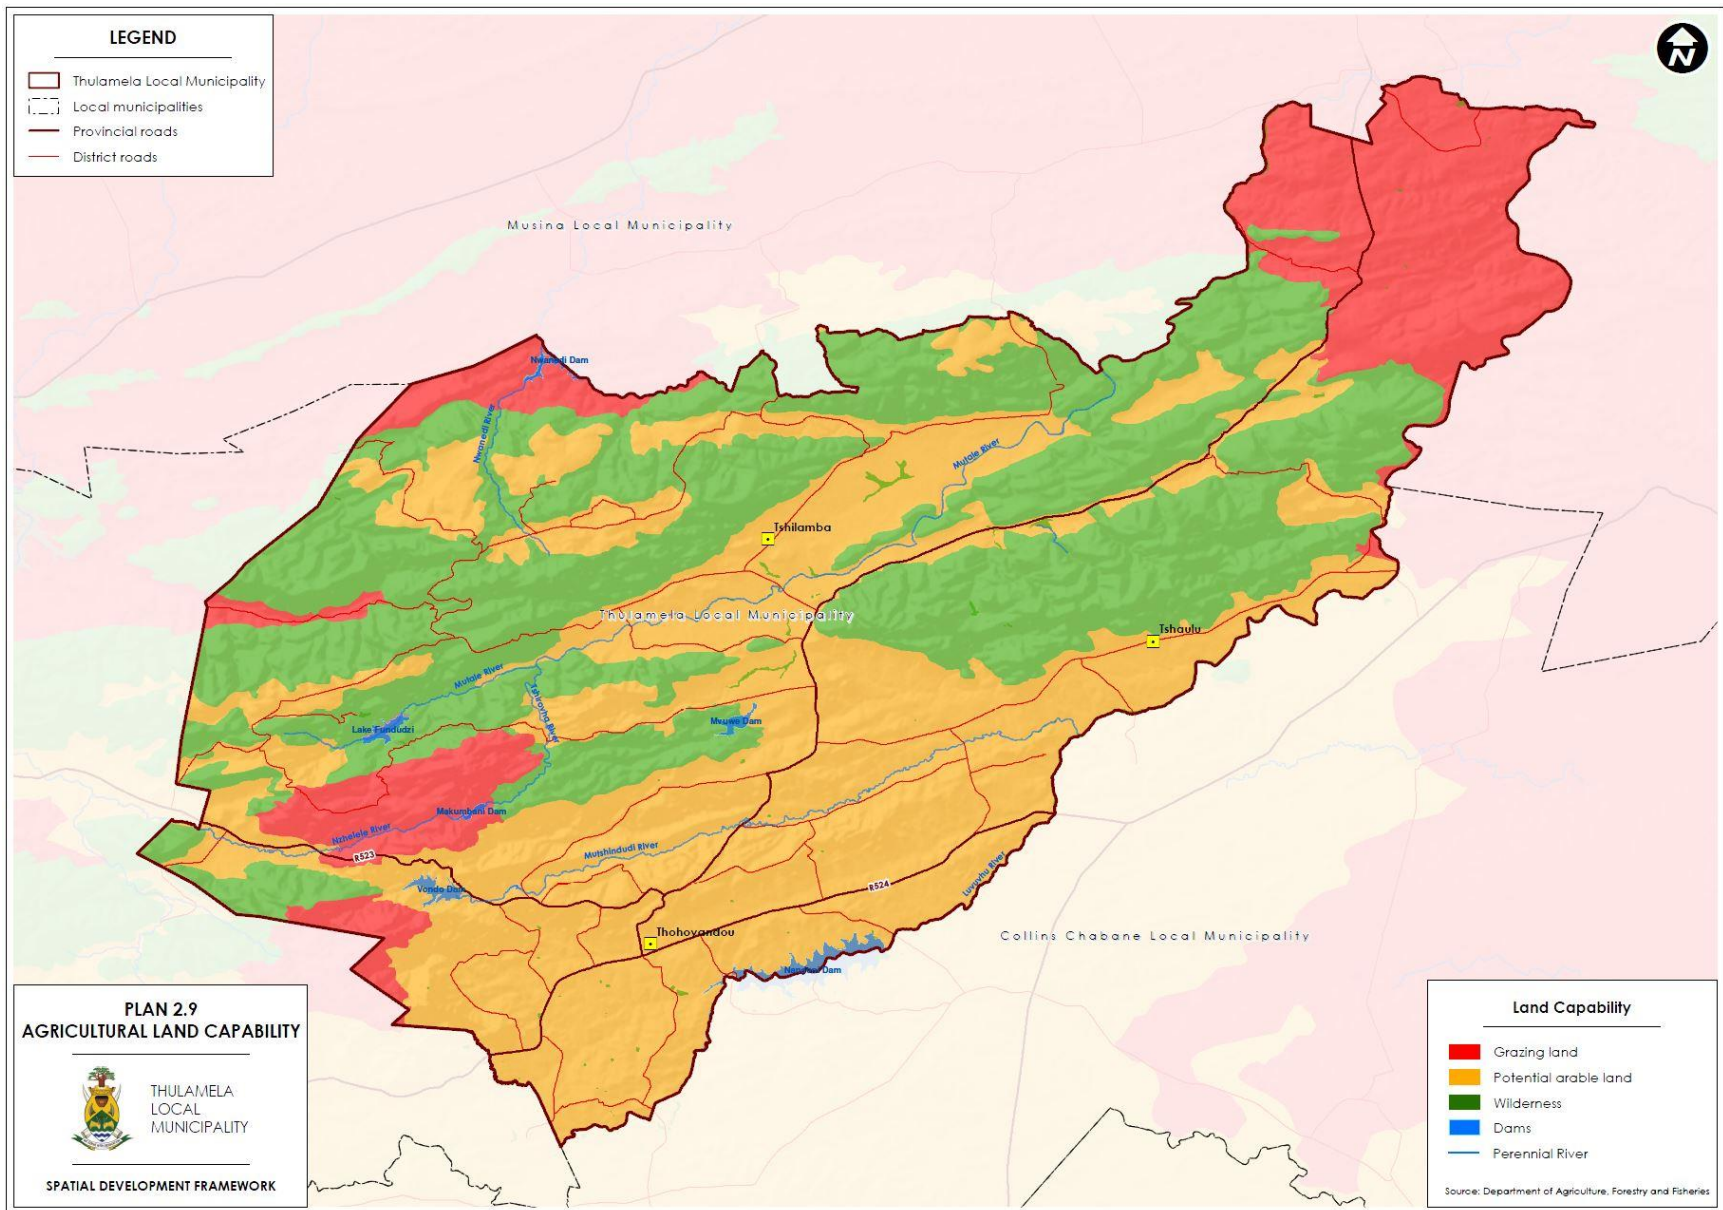 LEGEND
Thulamela Local Municipality
Local municipalities
Provincial roads
District roads
N
Musina Local Municipality
Nwanedi Dam
Nwanedi River
Mutale River
Tshilamba
Thulamela Local Municipality
Tshaulu
Mutale River
Tshirovha River
Lake Fundudzi
Mvuwe Dam
Makumbani Dam
Nzhelele River
R523
Mutshindudi River
Vondo Dam
R524
Luvuvhu River
Thohoyandou
Collins Chabane Local Municipality
Nandoni Dam
PLAN 2.9
AGRICULTURAL LAND CAPABILITY
THULAMELA
LOCAL
MUNICIPALITY
SPATIAL DEVELOPMENT FRAMEWORK
Land Capability
Grazing land
Potential arable land
Wilderness
Dams
Perennial River
Source: Department of Agriculture, Forestry and Fisheries